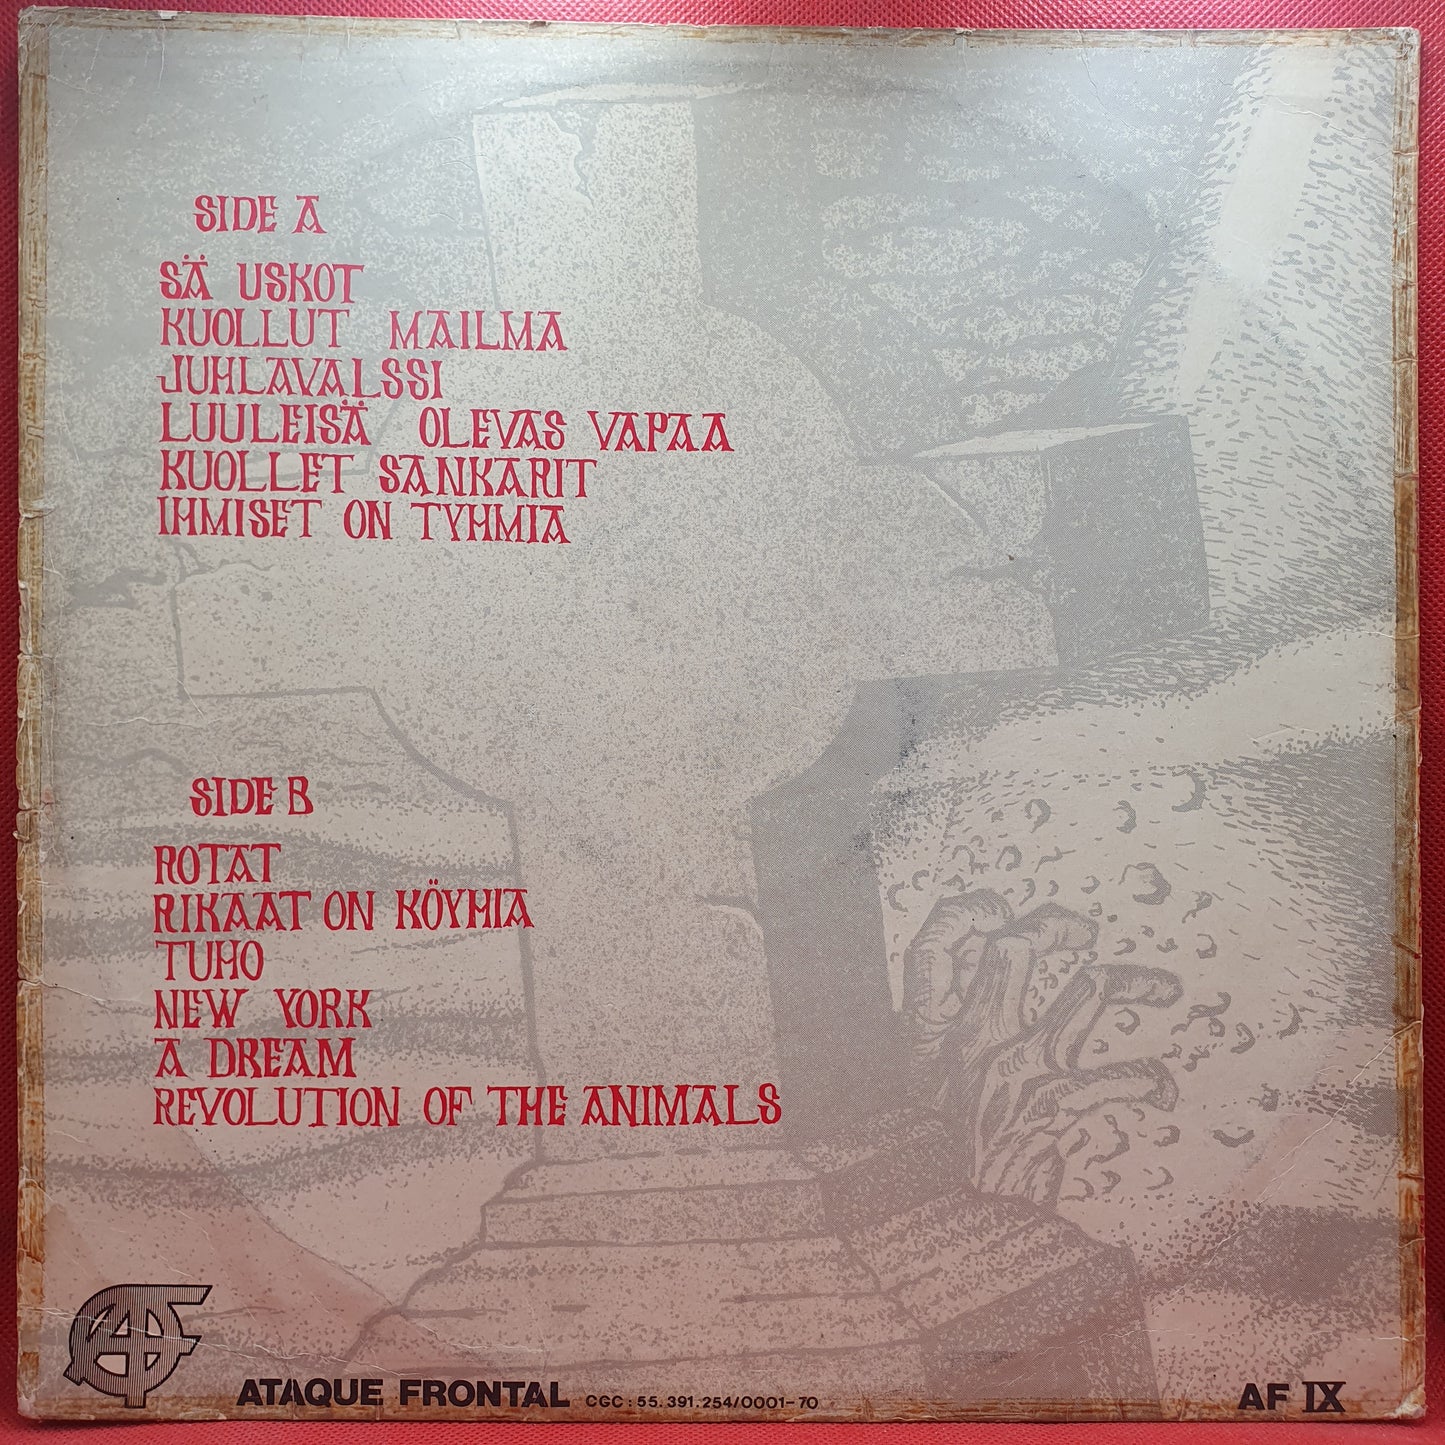 SIDE A
SÄ USKOT
KUOLLUT MAILMA
JUHLAVALSSI
LUULEISÄ OLEVAS VAPAA
KUOLLET SANKARIT
IHMISET ON TYHMIA
SIDE B
ROTAT
RIKAAT ON KÖYHIA
TUHO
NEW YORK
A DREAM
REVOLUTION OF THE ANIMALS
AF
ATAQUE FRONTAL CGC: 55.391.254/0001-70
AF IX